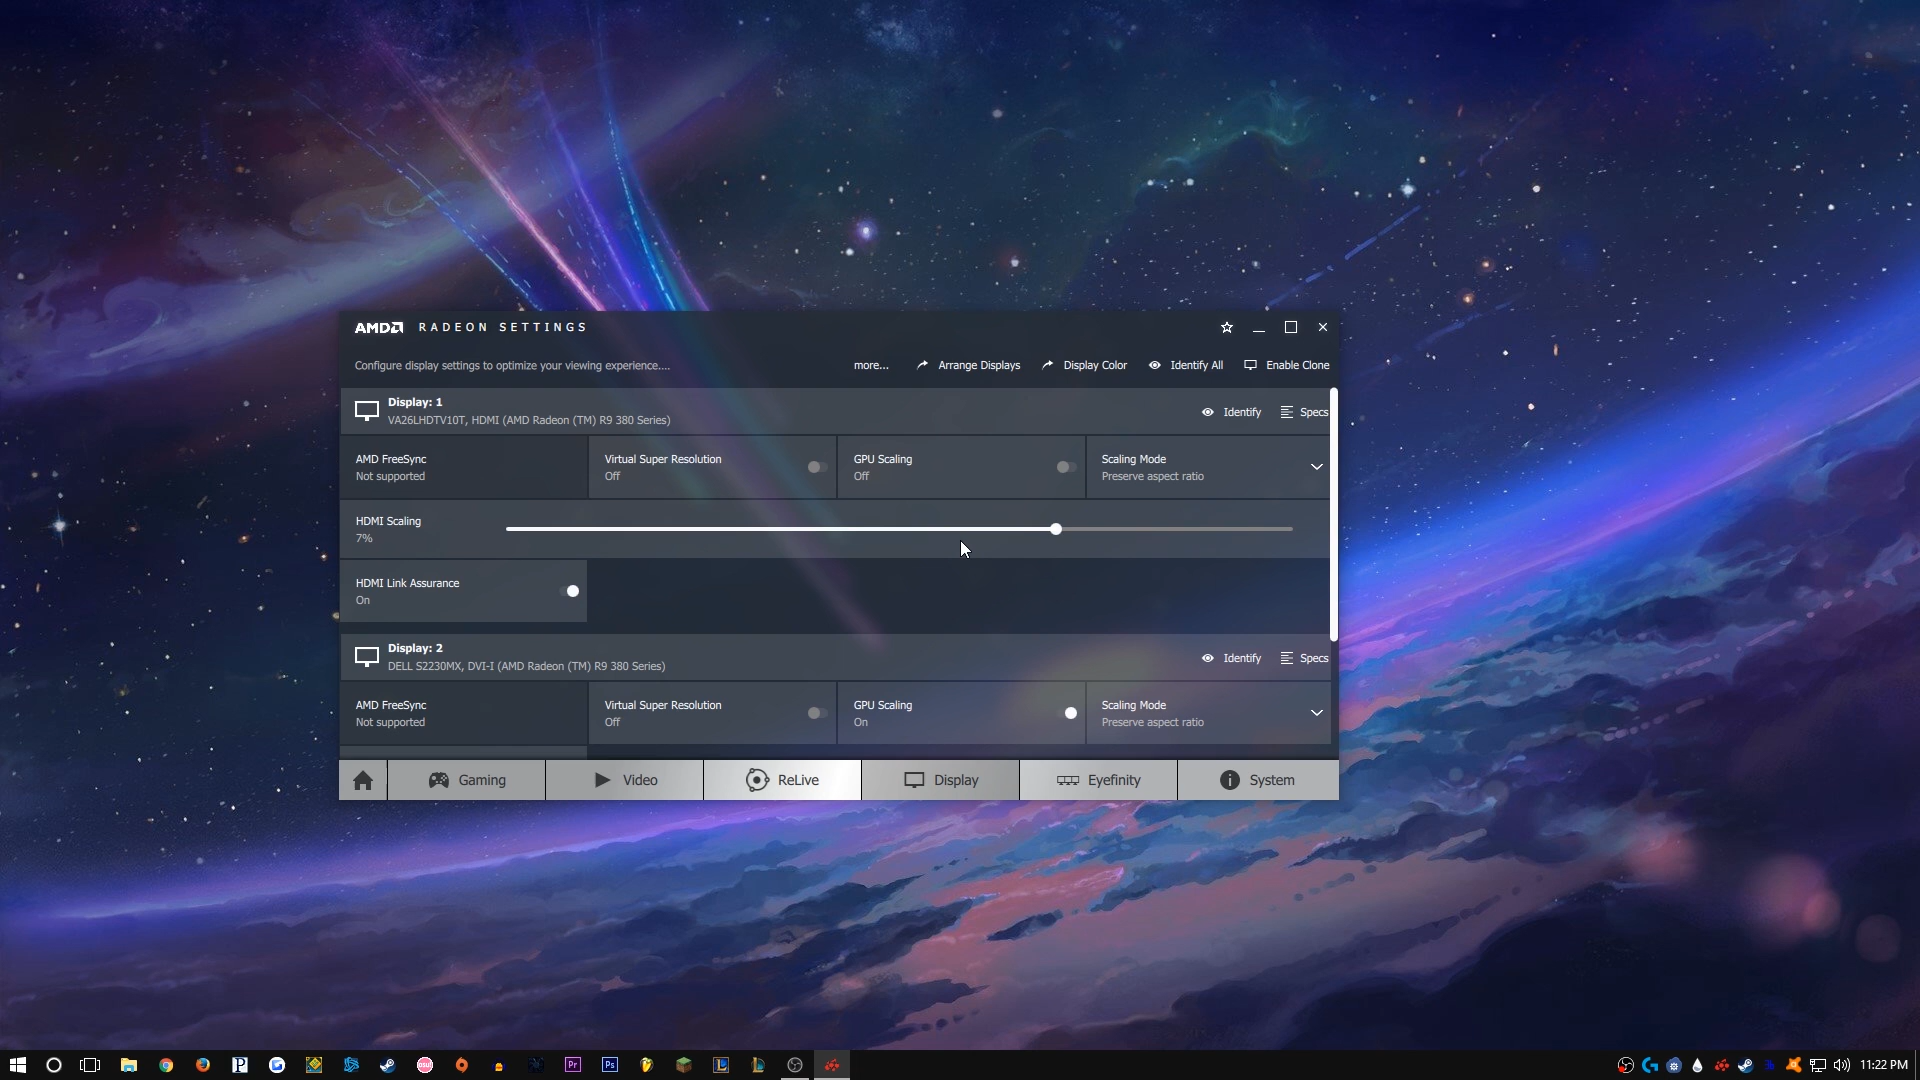 AMD RADEON SETTINGS
Configure display settings to optimize your viewing experience.... more... Arrange Displays Display Color Identify All Enable Clone
Display: 1
VA26LHDTV10T, HDMI (AMD Radeon (TM) R9 380 Series)
Identify Specs
AMD FreeSync
Not supported
Virtual Super Resolution
Off
GPU Scaling
Off
Scaling Mode
Preserve aspect ratio
HDMI Scaling
7%
HDMI Link Assurance
On
Display: 2
DELL S2230MX, DVI-I (AMD Radeon (TM) R9 380 Series)
Identify Specs
AMD FreeSync
Not supported
Virtual Super Resolution
Off
GPU Scaling
On
Scaling Mode
Preserve aspect ratio
Gaming Video ReLive Display Eyefinity System
P osu! Pr Ps L 11:22 PM